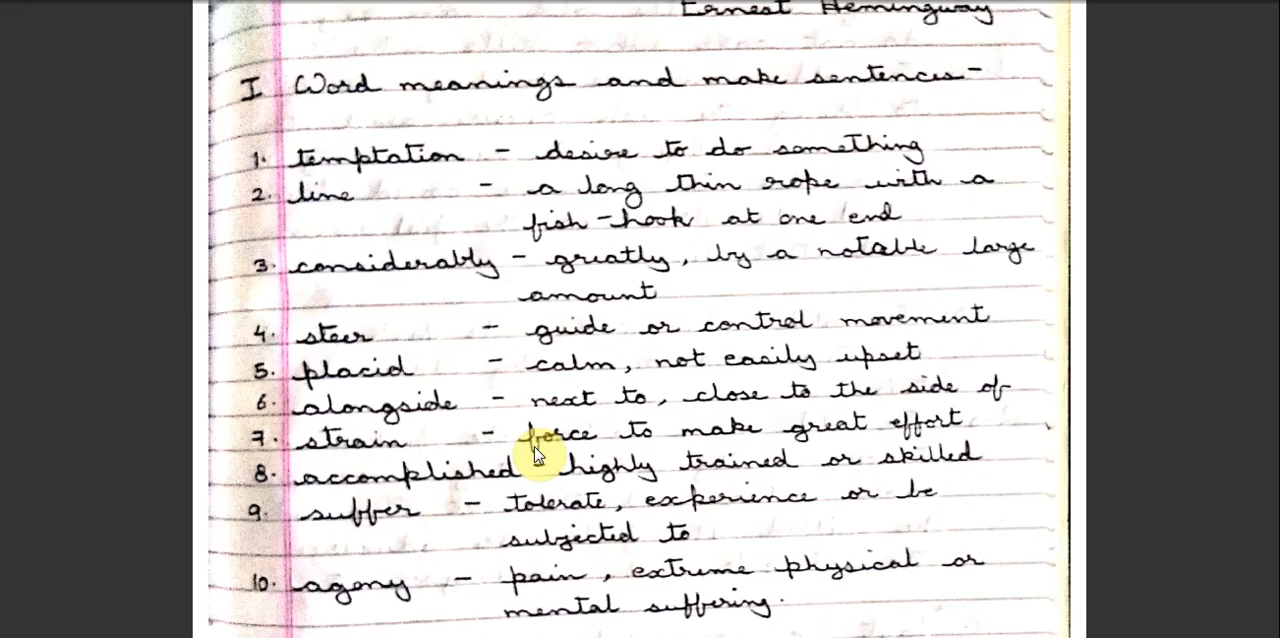 Ernest Hemingway
I Word meanings and make sentences-
1. temptation - desire to do something
2. line - a long thin rope with a
fish-hook at one end
3. considerably - greatly, by a notable large
amount
4. steer - guide or control movement
5. placid - calm, not easily upset
6. alongside - next to, close to the side of
7. strain - force to make great effort
8. accomplished - highly trained or skilled
9. suffer - tolerate, experience or be
subjected to
10. agony - pain, extreme physical or
mental suffering.